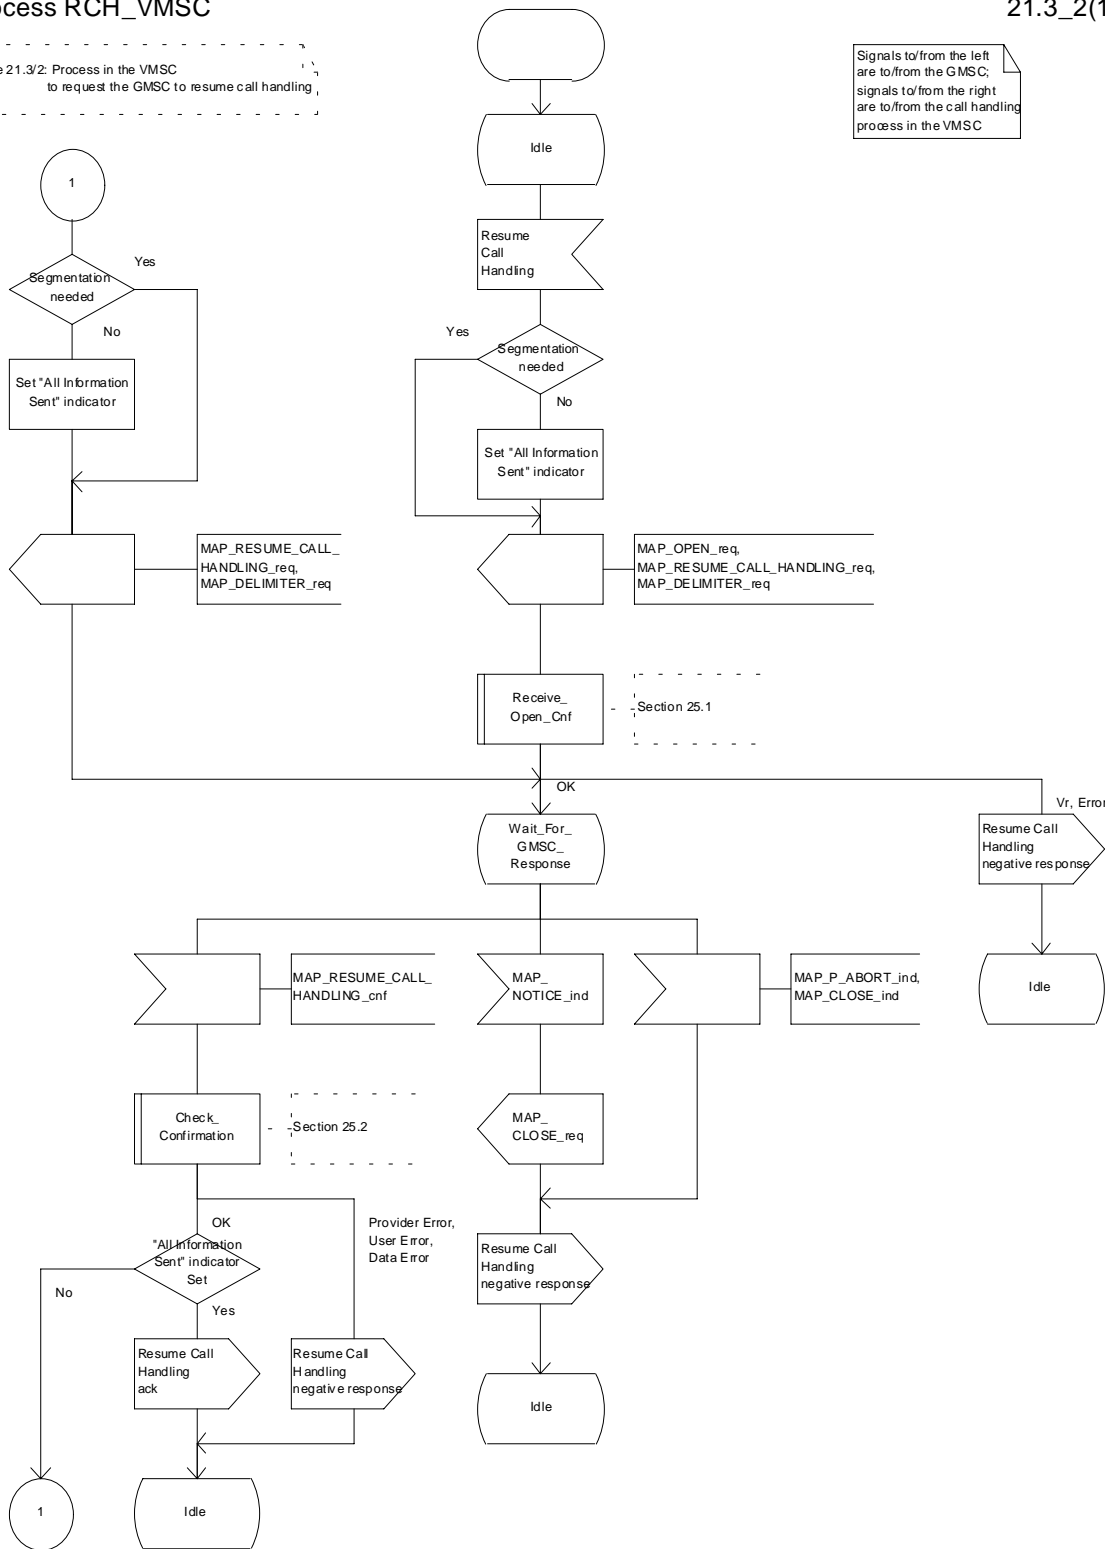 ocess RCH_VMSC
21.3_2(1
e 21.3/2: Process in the VMSC
to request the GMSC to resume call handling
Signals to/from the left
are to/from the GMSC;
signals to/from the right
are to/from the call handling
process in the VMSC
Idle
1
Resume
Call
Handling
Segmentation
needed
Yes
No
Set "All Information
Sent" indicator
Segmentation
needed
Yes
No
Set "All Information
Sent" indicator
MAP_RESUME_CALL_
HANDLING_req,
MAP_DELIMITER_req
MAP_OPEN_req,
MAP_RESUME_CALL_HANDLING_req,
MAP_DELIMITER_req
Receive_
Open_Cnf
Section 25.1
OK
Vr, Error
Wait_For_
GMSC_
Response
Resume Call
Handling
negative response
MAP_RESUME_CALL_
HANDLING_cnf
MAP_
NOTICE_ind
MAP_P_ABORT_ind,
MAP_CLOSE_ind
Idle
Check_
Confirmation
Section 25.2
MAP_
CLOSE_req
OK
Provider Error,
User Error,
Data Error
"All Information
Sent" indicator
Set
No
Yes
Resume Call
Handling
negative response
Resume Call
Handling
ack
Resume Call
Handling
negative response
Idle
1
Idle